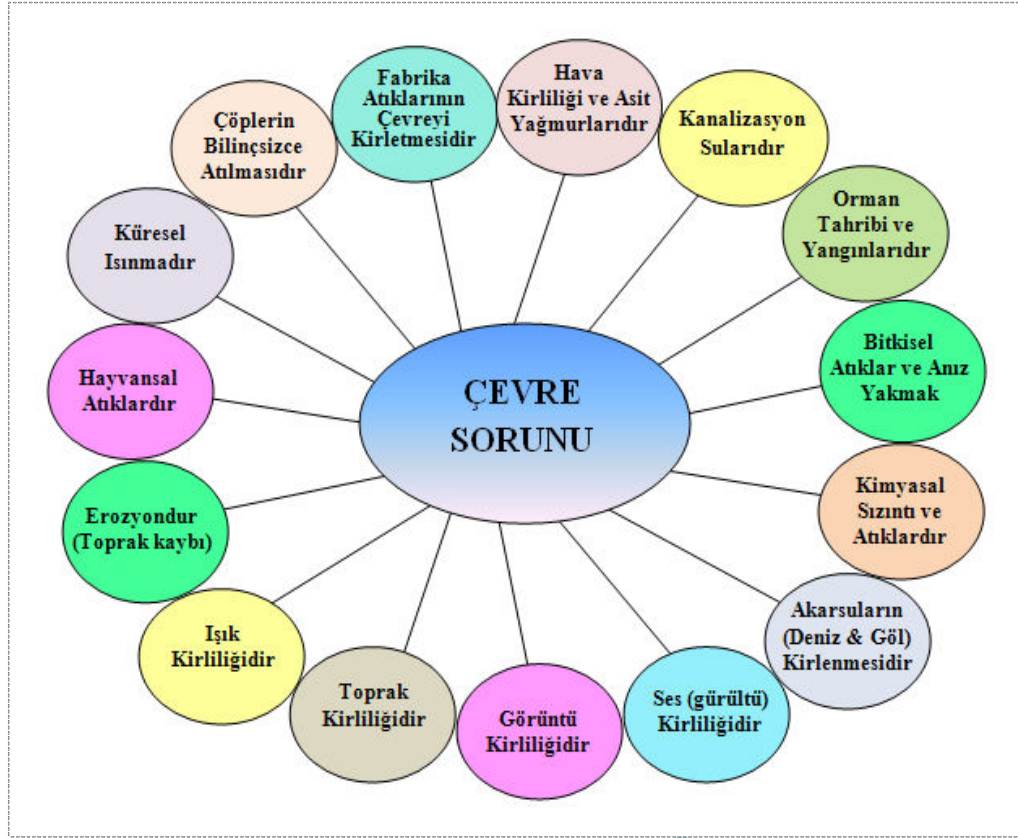 ÇEVRE
SORUNU
Fabrika
Atıklarının
Çevreyi
Kirletmesidir
Hava
Kirliliği ve Asit
Yağmurlarıdır
Kanalizasyon
Sularıdır
Orman
Tahribi ve
Yangınlarıdır
Bitkisel
Atıklar ve Anız
Yakmak
Kimyasal
Sızıntı ve
Atıklardır
Akarsuların
(Deniz & Göl)
Kirlenmesidir
Ses (gürültü)
Kirliliğidir
Görüntü
Kirliliğidir
Toprak
Kirliliğidir
Işık
Kirliliğidir
Erozyondur
(Toprak kaybı)
Hayvansal
Atıklardır
Küresel
Isınmadır
Çöplerin
Bilinçsizce
Atılmasıdır